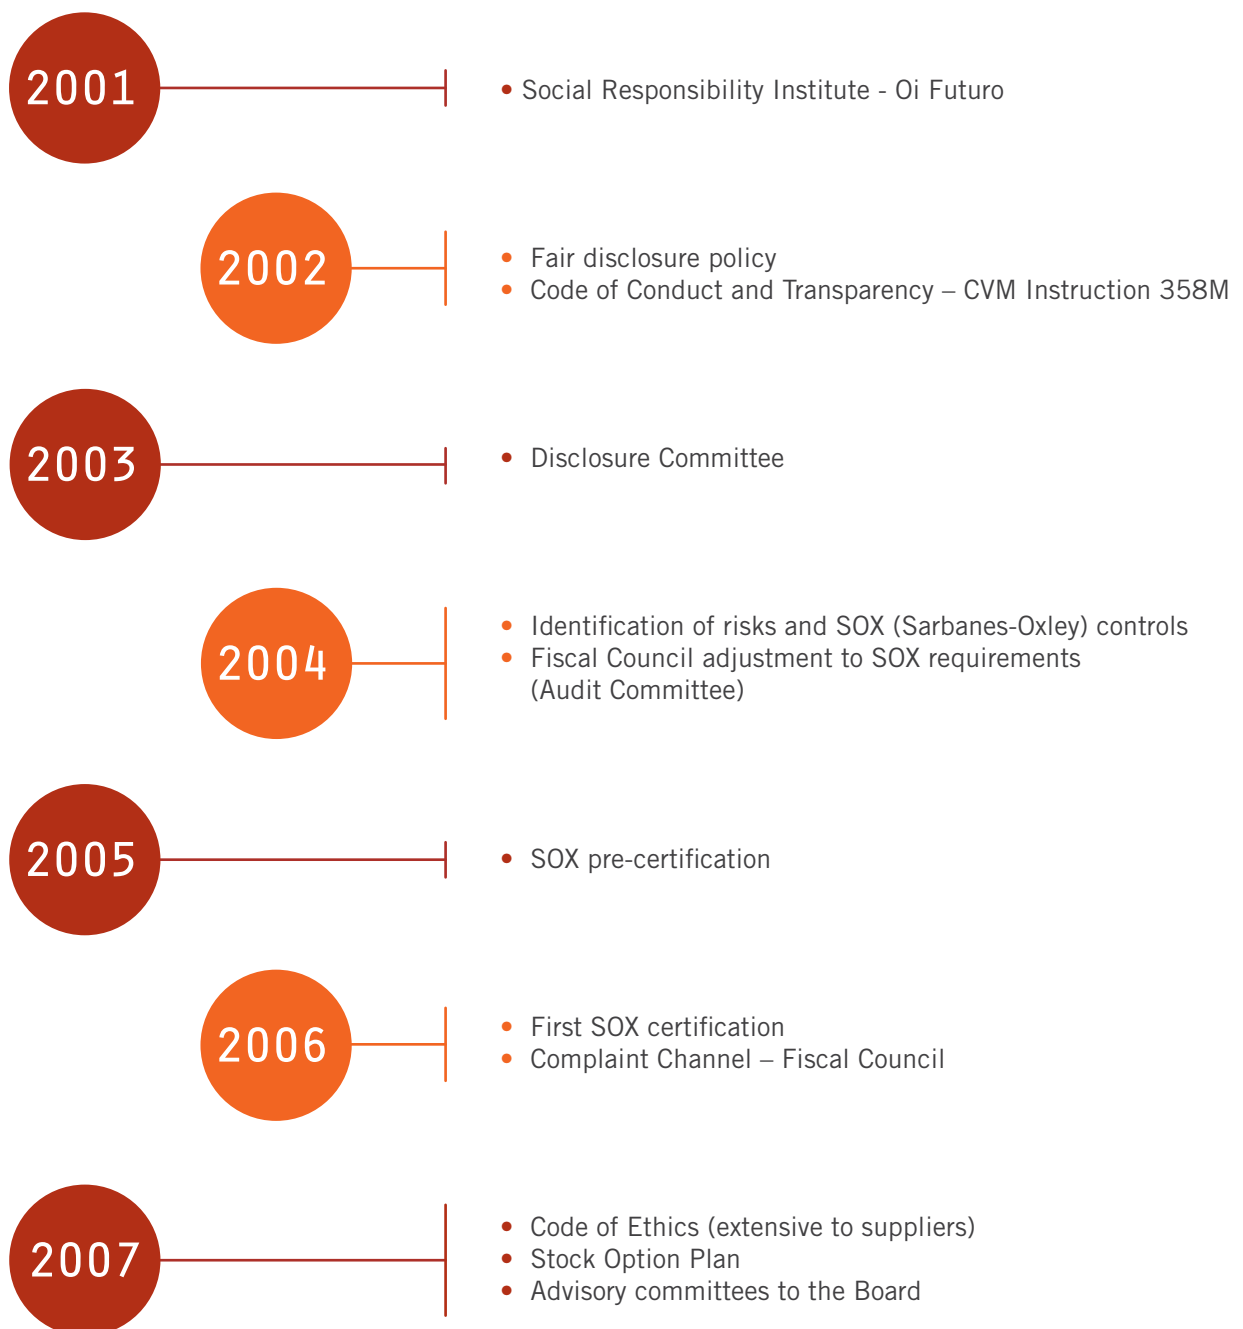 2001
• Social Responsibility Institute - Oi Futuro
2002
• Fair disclosure policy
• Code of Conduct and Transparency – CVM Instruction 358M
2003
• Disclosure Committee
2004
• Identification of risks and SOX (Sarbanes-Oxley) controls
• Fiscal Council adjustment to SOX requirements
(Audit Committee)
2005
• SOX pre-certification
2006
• First SOX certification
• Complaint Channel – Fiscal Council
2007
• Code of Ethics (extensive to suppliers)
• Stock Option Plan
• Advisory committees to the Board